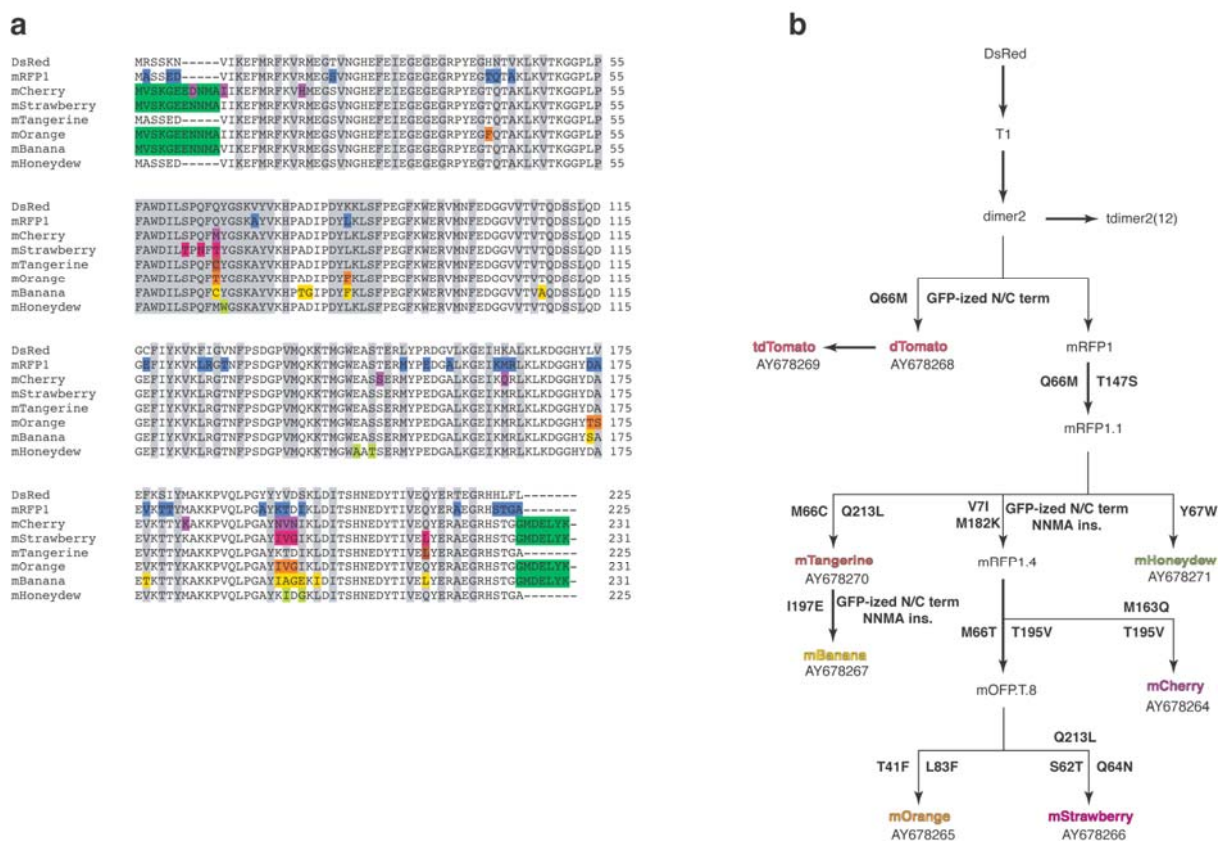 a
DsRed MRSSKN-----VIKEFMRFKVRMEGTVNGHEFEIEGEGEGRPYEGHNTVKLKVTKGGPLP 55
mRFP1 MASSED-----VIKEFMRFKVRMEGSVNGHEFEIEGEGEGRPYEGTQTAKLKVTKGGPLP 55
mCherry MVSKGEEDNMAIIKEFMRFKVHMEGSVNGHEFEIEGEGEGRPYEGTQTAKLKVTKGGPLP 55
mStrawberry MVSKGEENNMAIIKEFMRFKVRMEGSVNGHEFEIEGEGEGRPYEGTQTAKLKVTKGGPLP 55
mTangerine MASSED-----VIKEFMRFKVRMEGSVNGHEFEIEGEGEGRPYEGTQTAKLKVTKGGPLP 55
mOrange MVSKGEENNMAIIKEFMRFKVRMEGSVNGHEFEIEGEGEGRPYEGFQTAKLKVTKGGPLP 55
mBanana MVSKGEENNMAVIKEFMRFKVRMEGSVNGHEFEIEGEGEGRPYEGTQTAKLKVTKGGPLP 55
mHoneydew MASSED-----VIKEFMRFKVRMEGSVNGHEFEIEGEGEGRPYEGTQTAKLKVTKGGPLP 55
DsRed FAWDILSPQFQYGSKVYVKHPADIPDYKKLSFPEGFKWERVMNFEDGGVVTVTQDSSLQD 115
mRFP1 FAWDILSPQFQYGSKAYVKHPADIPDYLKLSFPEGFKWERVMNFEDGGVVTVTQDSSLQD 115
mCherry FAWDILSPQFMYGSKAYVKHPADIPDYLKLSFPEGFKWERVMNFEDGGVVTVTQDSSLQD 115
mStrawberry FAWDILTPNFTYGSKAYVKHPADIPDYLKLSFPEGFKWERVMNFEDGGVVTVTQDSSLQD 115
mTangerine FAWDILSPQFCYGSKAYVKHPADIPDYLKLSFPEGFKWERVMNFEDGGVVTVTQDSSLQD 115
mOrange FAWDILSPQFTYGSKAYVKHPADIPDYFKLSFPEGFKWERVMNFEDGGVVTVTQDSSLQD 115
mBanana FAWDILSPQFCYGSKAYVKHPTGIPDYFKLSFPEGFKWERVMNFEDGGVVTVAQDSSLQD 115
mHoneydew FAWDILSPQFMWGSKAYVKHPADIPDYLKLSFPEGFKWERVMNFEDGGVVTVTQDSSLQD 115
DsRed GCFIYKVKFIGVNFPSDGPVMQKKTMGWEASTERLYPRDGVLKGEIHKALKLKDGGHYLV 175
mRFP1 GEFIYKVKLRGTNFPSDGPVMQKKTMGWEASTERMYPEDGALKGEIKMRLKLKDGGHYDA 175
mCherry GEFIYKVKLRGTNFPSDGPVMQKKTMGWEASSERMYPEDGALKGEIKQRLKLKDGGHYDA 175
mStrawberry GEFIYKVKLRGTNFPSDGPVMQKKTMGWEASSERMYPEDGALKGEIKMRLKLKDGGHYDA 175
mTangerine GEFIYKVKLRGTNFPSDGPVMQKKTMGWEASSERMYPEDGALKGEIKMRLKLKDGGHYDA 175
mOrange GEFIYKVKLRGTNFPSDGPVMQKKTMGWEASSERMYPEDGALKGEIKMRLKLKDGGHYTS 175
mBanana GEFIYKVKLRGTNFPSDGPVMQKKTMGWEASSERMYPEDGALKGEIKMRLKLKDGGHYSA 175
mHoneydew GEFIYKVKLRGTNFPSDGPVMQKKTMGWEAATERMYPEDGALKGEIKMRLKLKDGGHYDA 175
DsRed EFKSIYMAKKPVQLPGYYYVDSKLDITSHNEDYTIVEQYERTEGRHHLFL------- 225
mRFP1 EVKTTYMAKKPVQLPGAYKTDIKLDITSHNEDYTIVEQYERAEGRHSTGA------- 225
mCherry EVKTTYKAKKPVQLPGAYNVNIKLDITSHNEDYTIVEQYERAEGRHSTGGMDELYK- 231
mStrawberry EVKTTYKAKKPVQLPGAYIVGIKLDITSHNEDYTIVELYERAEGRHSTGGMDELYK- 231
mTangerine EVKTTYMAKKPVQLPGAYKTDIKLDITSHNEDYTIVELYERAEGRHSTGA------- 225
mOrange EVKTTYKAKKPVQLPGAYIVGIKLDITSHNEDYTIVEQYERAEGRHSTGGMDELYK- 231
mBanana ETKTTYKAKKPVQLPGAYIAGEKIDITSHNEDYTIVELYERAEGRHSTGGMDELYK- 231
mHoneydew EVKTTYMAKKPVQLPGAYKIDGKLDITSHNEDYTIVEQYERAEGRHSTGA------- 225
b
DsRed
T1
dimer2 tdimer2(12)
Q66M GFP-ized N/C term
tdTomato dTomato mRFP1
AY678269 AY678268
Q66M T147S
mRFP1.1
M66C Q213L V7I GFP-ized N/C term Y67W
M182K NNMA ins.
mTangerine mRFP1.4 mHoneydew
AY678270 AY678271
I197E GFP-ized N/C term
NNMA ins.
M163Q
M66T T195V T195V
mBanana
AY678267
mOFP.T.8 mCherry
AY678264
Q213L
T41F L83F S62T Q64N
mOrange mStrawberry
AY678265 AY678266